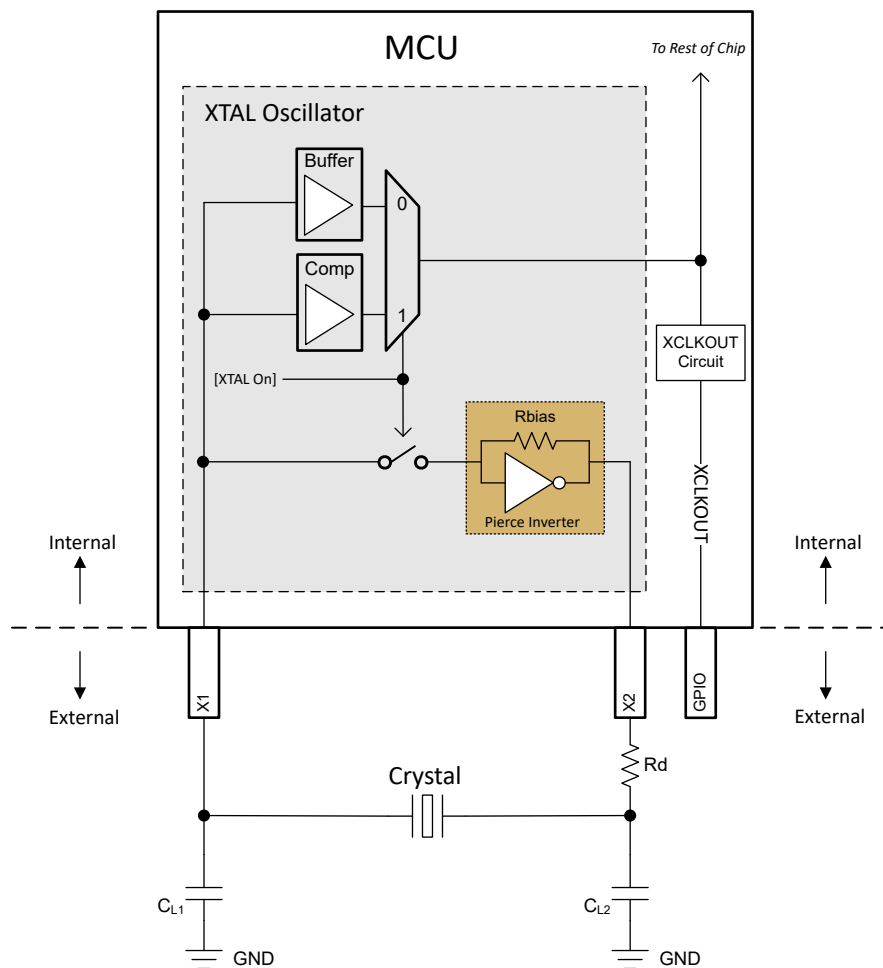 MCU
To Rest of Chip
XTAL Oscillator
Buffer
0
Comp
1
XCLKOUT
Circuit
[XTAL On]
Rbias
Pierce Inverter
XCLKOUT
Internal
Internal
External
External
X1
X2
GPIO
Rd
Crystal
CL1
CL2
GND
GND